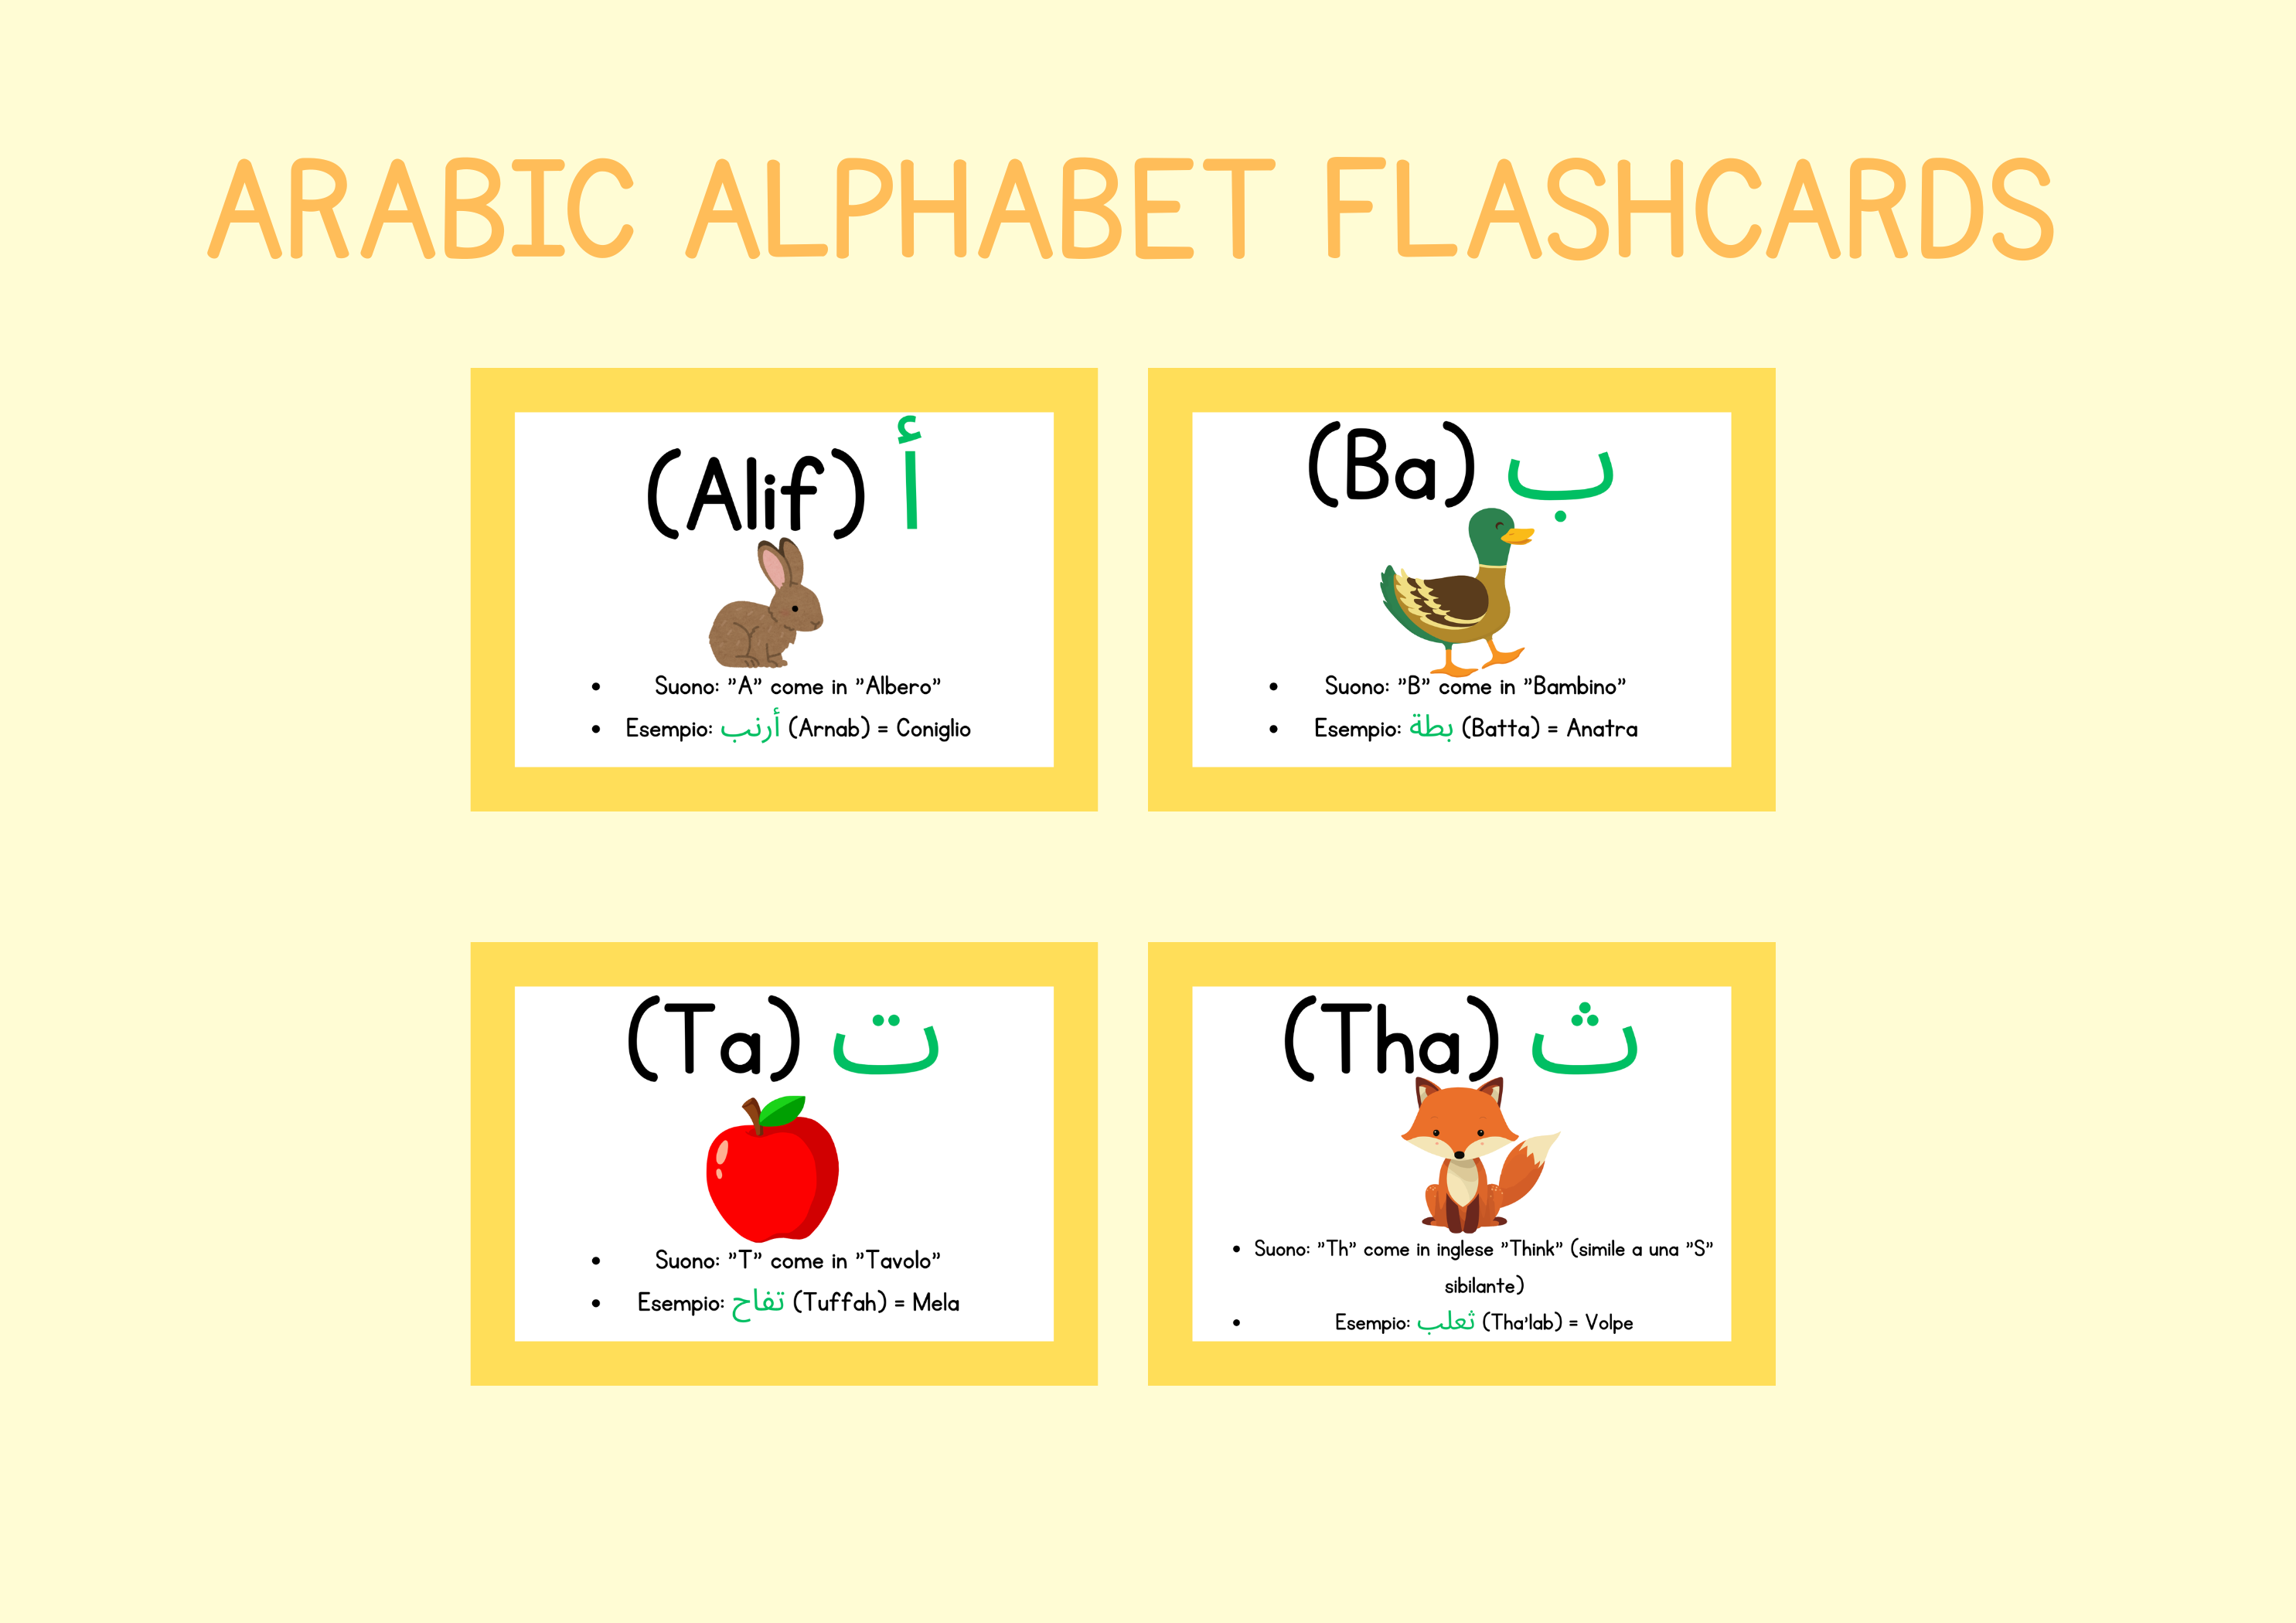 ARABIC ALPHABET FLASHCARDS
(Alif) أ
• Suono: "A" come in "Albero"
• Esempio: أرنب (Arnab) = Coniglio
(Ba) ب
• Suono: "B" come in "Bambino"
• Esempio: بطة (Batta) = Anatra
(Ta) ت
• Suono: "T" come in "Tavolo"
• Esempio: تفاح (Tuffah) = Mela
(Tha) ث
• Suono: "Th" come in inglese "Think" (simile a una "S"
sibilante)
• Esempio: ثعلب (Tha'lab) = Volpe